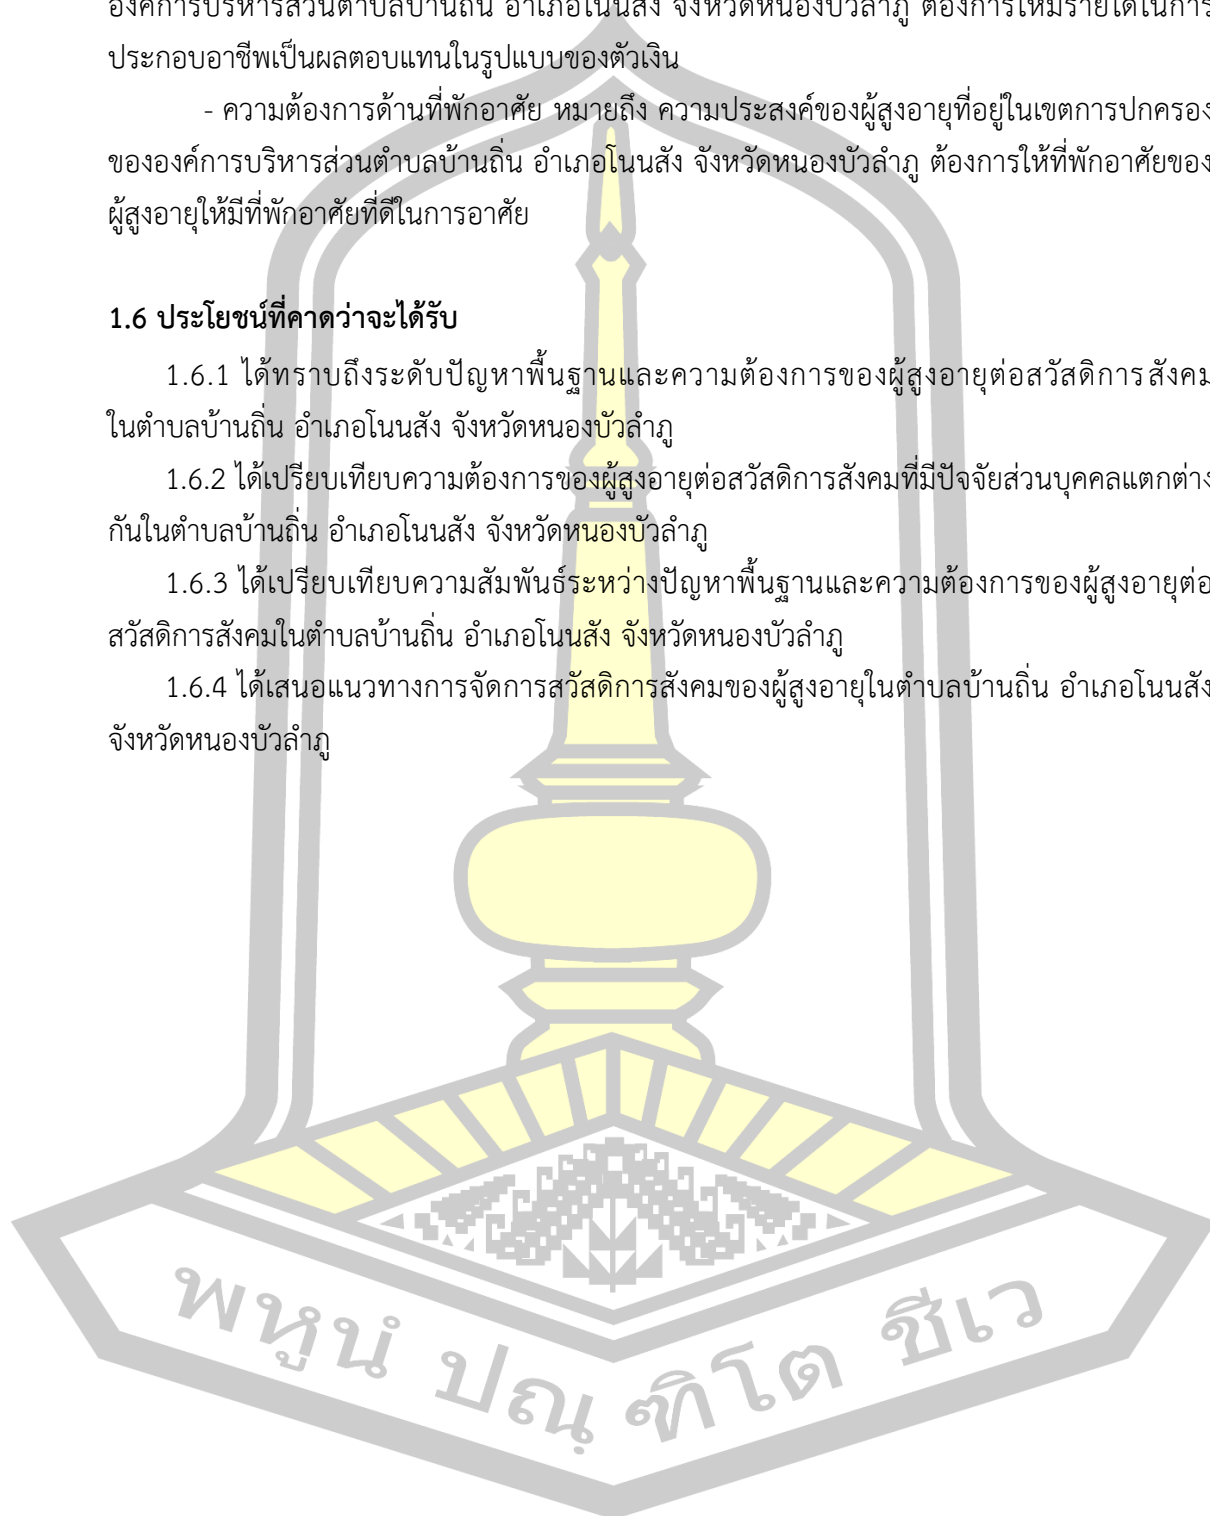 องค์การบริหารส่วนตำบลบ้านถิ่น อำเภอโนนสัง จังหวัดหนองบัวลำภู ต้องการให้มีรายได้ในการ
ประกอบอาชีพเป็นผลตอบแทนในรูปแบบของตัวเงิน
- ความต้องการด้านที่พักอาศัย หมายถึง ความประสงค์ของผู้สูงอายุที่อยู่ในเขตการปกครอง
ขององค์การบริหารส่วนตำบลบ้านถิ่น อำเภอโนนสัง จังหวัดหนองบัวลำภู ต้องการให้ที่พักอาศัยของ
ผู้สูงอายุให้มีที่พักอาศัยที่ดีในการอาศัย
1.6 ประโยชน์ที่คาดว่าจะได้รับ
1.6.1 ได้ทราบถึงระดับปัญหาพื้นฐานและความต้องการของผู้สูงอายุต่อสวัสดิการสังคม
ในตำบลบ้านถิ่น อำเภอโนนสัง จังหวัดหนองบัวลำภู
1.6.2 ได้เปรียบเทียบความต้องการของผู้สูงอายุต่อสวัสดิการสังคมที่มีปัจจัยส่วนบุคคลแตกต่าง
กันในตำบลบ้านถิ่น อำเภอโนนสัง จังหวัดหนองบัวลำภู
1.6.3 ได้เปรียบเทียบความสัมพันธ์ระหว่างปัญหาพื้นฐานและความต้องการของผู้สูงอายุต่อ
สวัสดิการสังคมในตำบลบ้านถิ่น อำเภอโนนสัง จังหวัดหนองบัวลำภู
1.6.4 ได้เสนอแนวทางการจัดการสวัสดิการสังคมของผู้สูงอายุในตำบลบ้านถิ่น อำเภอโนนสัง
จังหวัดหนองบัวลำภู
พหูนํ ปณฺฑิโต ชีเว